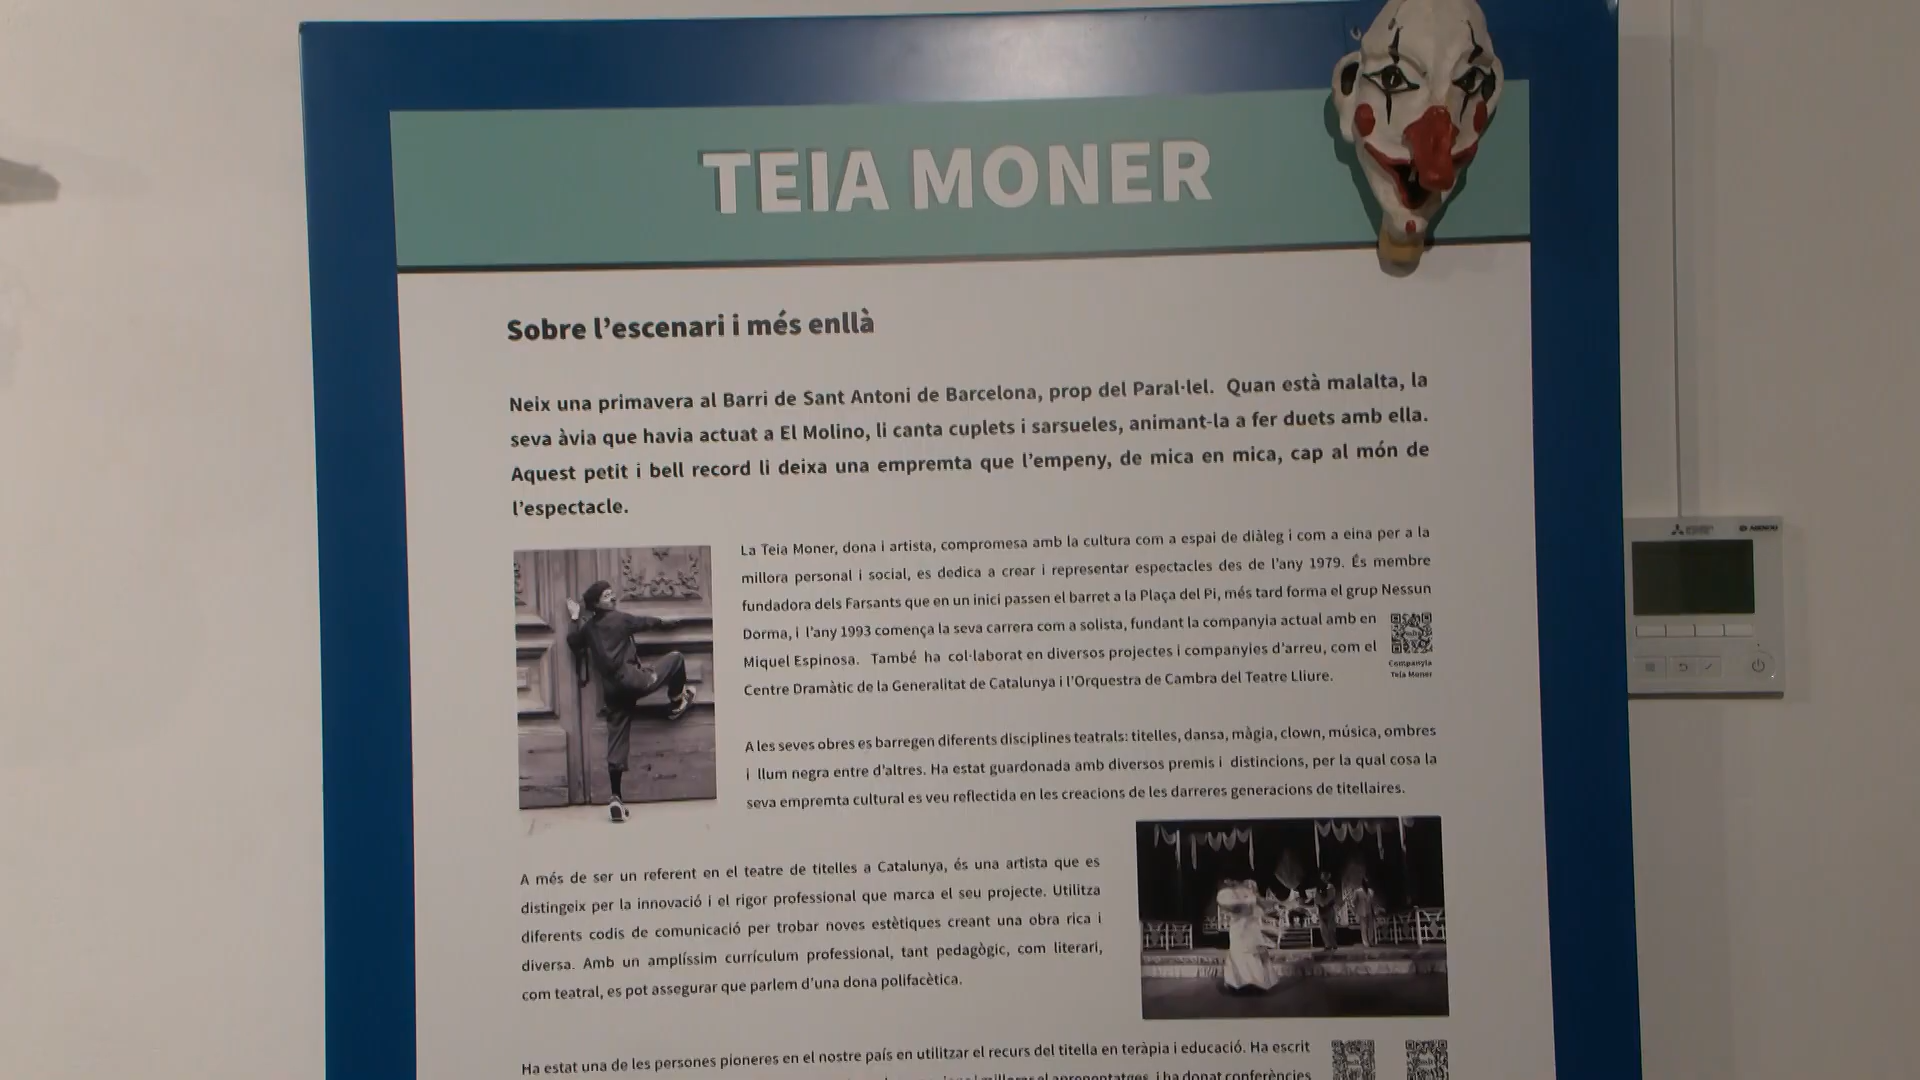 TEIA MONER
Sobre l'escenari i més enllà
Neix una primavera al Barri de Sant Antoni de Barcelona, prop del Paral·lel. Quan està malalta, la
seva àvia que havia actuat a El Molino, li canta cuplets i sarsueles, animant-la a fer duets amb ella.
Aquest petit i bell record li deixa una empremta que l'empeny, de mica en mica, cap al món de
l'espectacle.
La Teia Moner, dona i artista, compromesa amb la cultura com a espai de diàleg i com a eina per a la
millora personal i social, es dedica a crear i representar espectacles des de l'any 1979. És membre
fundadora dels Farsants que en un inici passen el barret a la Plaça del Pi, més tard forma el grup Nessun
Dorma, i l'any 1993 comença la seva carrera com a solista, fundant la companyia actual amb en
Miquel Espinosa. També ha col·laborat en diversos projectes i companyies d'arreu, com el
Centre Dramàtic de la Generalitat de Catalunya i l'Orquestra de Cambra del Teatre Lliure.
Companyia
Teia Moner
A les seves obres es barregen diferents disciplines teatrals: titelles, dansa, màgia, clown, música, ombres
i llum negra entre d'altres. Ha estat guardonada amb diversos premis i distincions, per la qual cosa la
seva empremta cultural es veu reflectida en les creacions de les darreres generacions de titellaires.
A més de ser un referent en el teatre de titelles a Catalunya, és una artista que es
distingeix per la innovació i el rigor professional que marca el seu projecte. Utilitza
diferents codis de comunicació per trobar noves estètiques creant una obra rica i
diversa. Amb un amplíssim currículum professional, tant pedagògic, com literari,
com teatral, es pot assegurar que parlem d'una dona polifacètica.
Ha estat una de les persones pioneres en el nostre país en utilitzar el recurs del titella en teràpia i educació. Ha escrit
i ha donat conferències